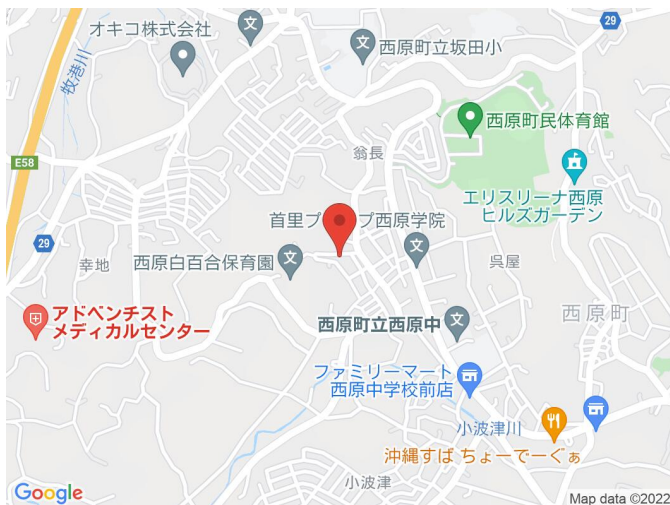 オキコ株式会社
文
文
西原町立坂田小
29
牧港川
西原町民体育館
翁長
E58
エリスリーナ西原
ヒルズガーデン
29
幸地
首里プ
プ西原学院
文
西原白百合保育園
文
呉屋
西原町
アドベンチスト
メディカルセンター
西原町立西原中
文
ファミリーマート
西原中学校前店
小波津川
沖縄すば ちょーでーぐぁ
小波津
Google
Map data ©2022